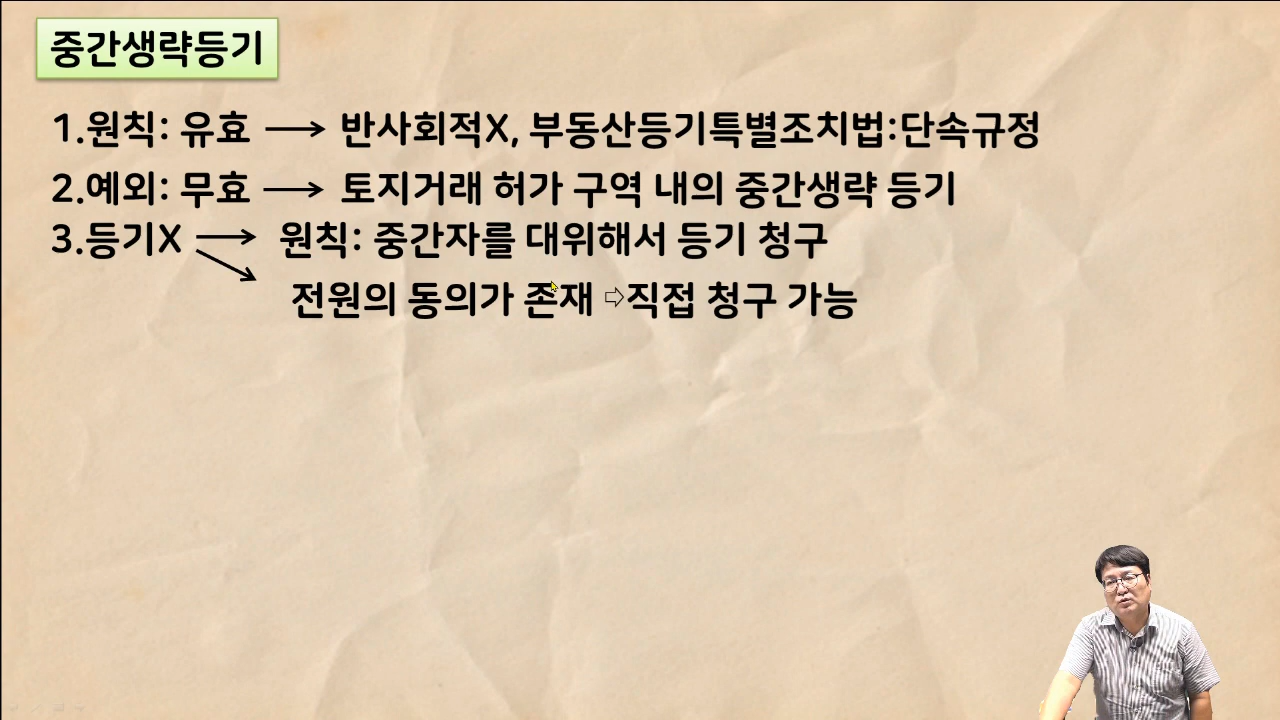 중간생략등기
1.원칙: 유효 → 반사회적X, 부동산등기특별조치법:단속규정
2.예외: 무효 → 토지거래 허가 구역 내의 중간생략 등기
3.등기X → 원칙: 중간자를 대위해서 등기 청구
전원의 동의가 존재 ⇨직접 청구 가능